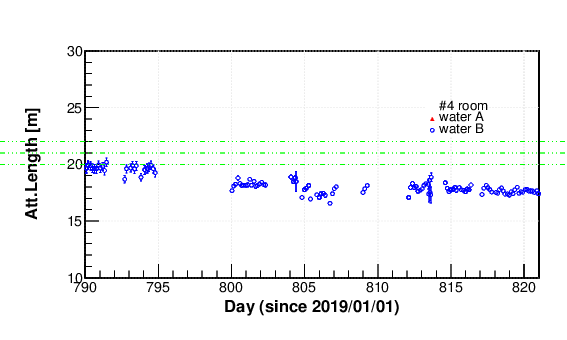 30
25
20
15
10
Att.Length [m]
#4 room
water A
water B
790 795 800 805 810 815 820
Day (since 2019/01/01)